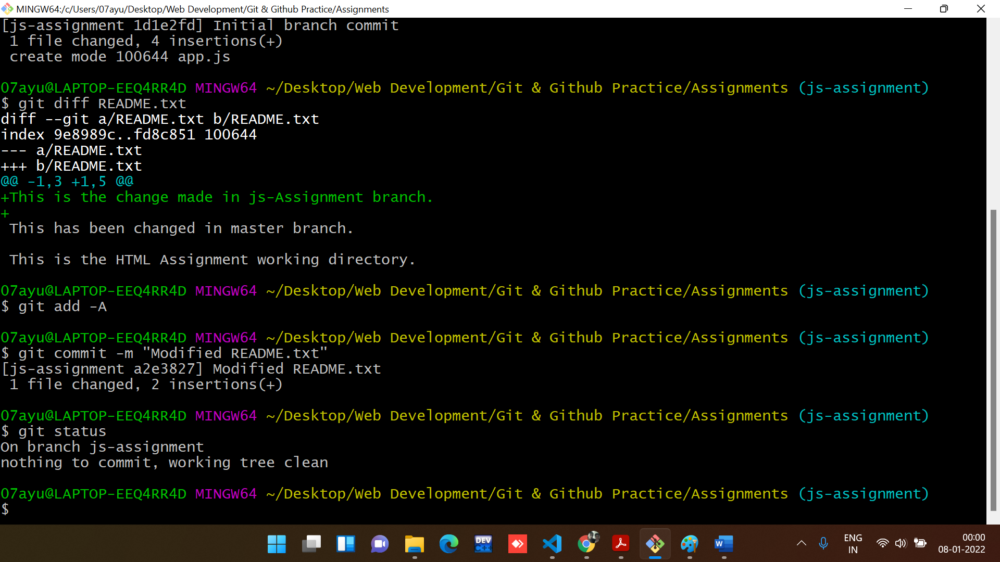 MINGW64:/c/Users/07ayu/Desktop/Web Development/Git & Github Practice/Assignments
[js-assignment 1d1e2fd] Initial branch commit
 1 file changed, 4 insertions(+)
 create mode 100644 app.js
07ayu@LAPTOP-EEQ4RR4D MINGW64 ~/Desktop/Web Development/Git & Github Practice/Assignments (js-assignment)
$ git diff README.txt
diff --git a/README.txt b/README.txt
index 9e8989c..fd8c851 100644
--- a/README.txt
+++ b/README.txt
@@ -1,3 +1,5 @@
+This is the change made in js-Assignment branch.
+
 This has been changed in master branch.
 This is the HTML Assignment working directory.
07ayu@LAPTOP-EEQ4RR4D MINGW64 ~/Desktop/Web Development/Git & Github Practice/Assignments (js-assignment)
$ git add -A
07ayu@LAPTOP-EEQ4RR4D MINGW64 ~/Desktop/Web Development/Git & Github Practice/Assignments (js-assignment)
$ git commit -m "Modified README.txt"
[js-assignment a2e3827] Modified README.txt
 1 file changed, 2 insertions(+)
07ayu@LAPTOP-EEQ4RR4D MINGW64 ~/Desktop/Web Development/Git & Github Practice/Assignments (js-assignment)
$ git status
On branch js-assignment
nothing to commit, working tree clean
07ayu@LAPTOP-EEQ4RR4D MINGW64 ~/Desktop/Web Development/Git & Github Practice/Assignments (js-assignment)
$
DEV
C++
W
ENG
IN
00:00
08-01-2022